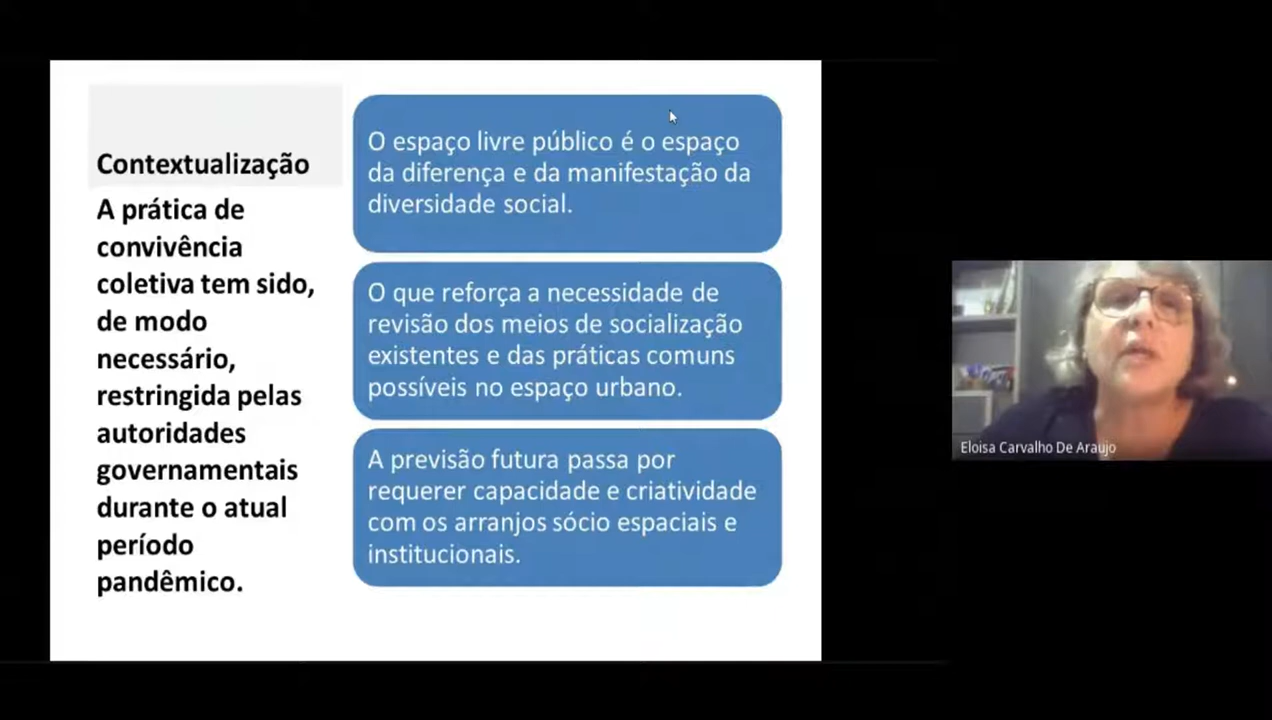 Contextualização
A prática de
convivência
coletiva tem sido,
de modo
necessário,
restringida pelas
autoridades
governamentais
durante o atual
período
pandêmico.
O espaço livre público é o espaço
da diferença e da manifestação da
diversidade social.
O que reforça a necessidade de
revisão dos meios de socialização
existentes e das práticas comuns
possíveis no espaço urbano.
A previsão futura passa por
requerer capacidade e criatividade
com os arranjos sócio espaciais e
institucionais.
Eloisa Carvalho De Araujo